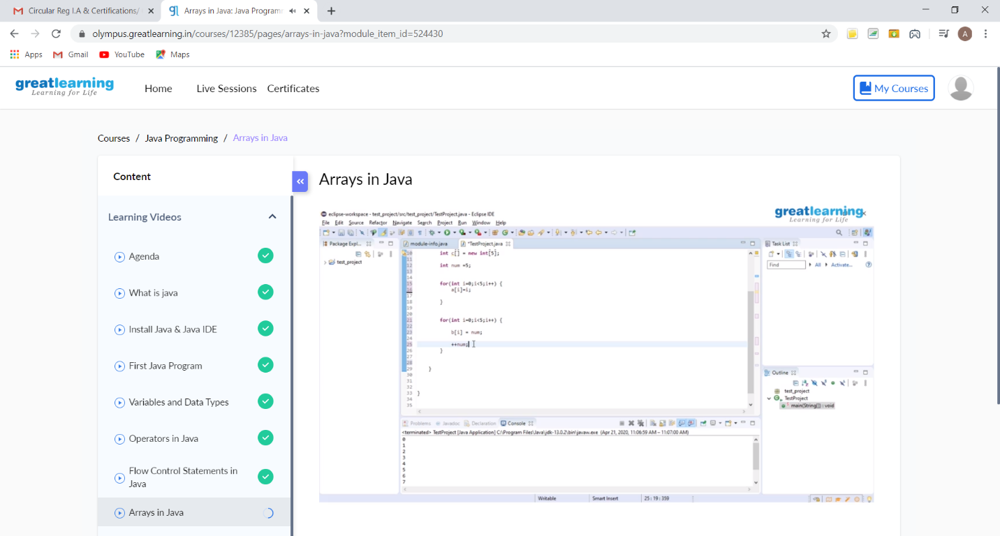 Circular Reg I.A & Certifications/
Arrays in Java: Java Programm
olympus.greatlearning.in/courses/12385/pages/arrays-in-java?module_item_id=524430
A
Apps
Gmail
YouTube
Maps
greatlearning
Learning for Life
Home
Live Sessions
Certificates
My Courses
Courses / Java Programming / Arrays in Java
Content
Learning Videos
Agenda
What is java
Install Java & Java IDE
First Java Program
Variables and Data Types
Operators in Java
Flow Control Statements in
Java
Arrays in Java
Arrays in Java
eclipse-workspace - test_project/src/test_project/TestProject.java - Eclipse IDE
File Edit Source Refactor Navigate Search Project Run Window Help
greatlearning
Learning for Life
Package Expl...
test_project
module-info.java
*TestProject.java
10 int c[] = new int[5];
11
12 int num =5;
13
14
15 for(int i=0;i<5;i++) {
16 a[i]=i;
17
18 }
19
20
21 for(int i=0;i<5;i++) {
22
23 b[i] = num;
24
25 ++num;
26 }
27
28
29 }
30
31
32
33 }
34
35
Task List
Find
All
Activate...
Outline
test_project
TestProject
main(String[]) : void
Problems
Javadoc
Declaration
Console
<terminated> TestProject [Java Application] C:\Program Files\Java\jdk-13.0.2\bin\javaw.exe (Apr 21, 2020, 11:06:59 AM – 11:07:00 AM)
0
1
2
3
4
5
6
7
Writable
Smart Insert
25 : 19 : 359